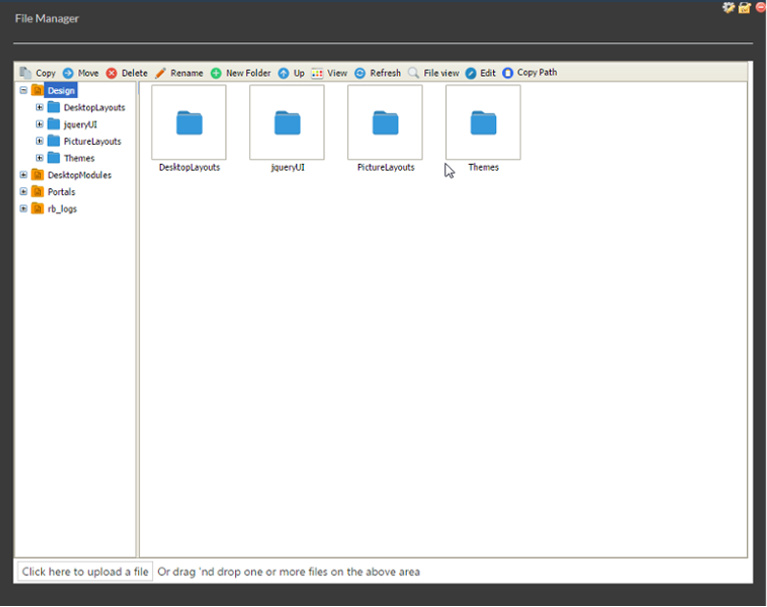 File Manager
Copy Move Delete Rename New Folder Up View Refresh File view Edit Copy Path
Design
DesktopLayouts
jqueryUI
PictureLayouts
Themes
DesktopModules
Portals
rb_logs
DesktopLayouts jqueryUI PictureLayouts Themes
Click here to upload a file Or drag 'nd drop one or more files on the above area